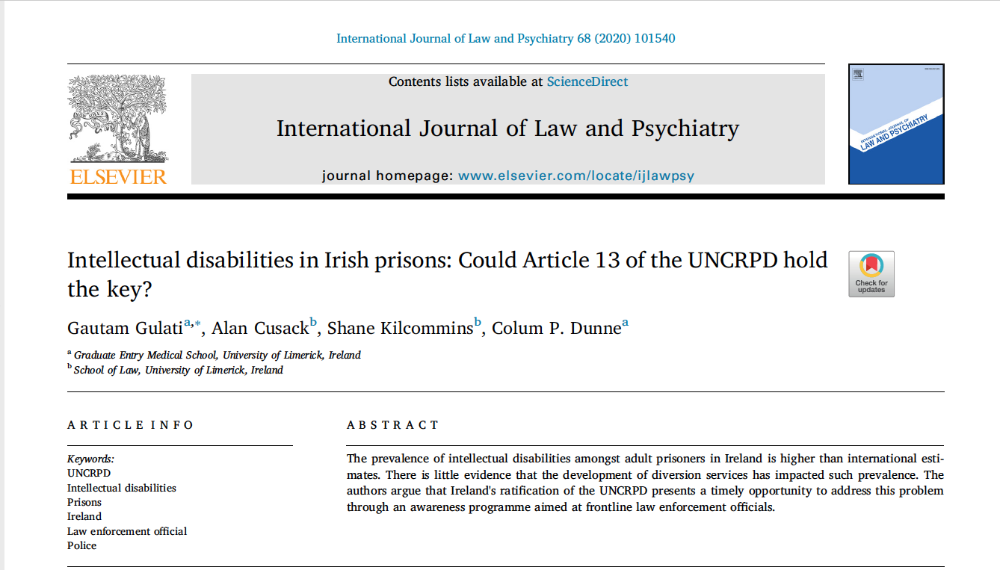 International Journal of Law and Psychiatry 68 (2020) 101540
Contents lists available at ScienceDirect
International Journal of Law and Psychiatry
journal homepage: www.elsevier.com/locate/ijlawpsy
ELSEVIER
INTERNATIONAL JOURNAL OF
LAW AND PSYCHIATRY
Intellectual disabilities in Irish prisons: Could Article 13 of the UNCRPD hold
the key?
Check for
updates
Gautam Gulatia,*, Alan Cusackb, Shane Kilcomminsb, Colum P. Dunnea
a Graduate Entry Medical School, University of Limerick, Ireland
b School of Law, University of Limerick, Ireland
ARTICLE INFO
Keywords:
UNCRPD
Intellectual disabilities
Prisons
Ireland
Law enforcement official
Police
ABSTRACT
The prevalence of intellectual disabilities amongst adult prisoners in Ireland is higher than international esti-
mates. There is little evidence that the development of diversion services has impacted such prevalence. The
authors argue that Ireland's ratification of the UNCRPD presents a timely opportunity to address this problem
through an awareness programme aimed at frontline law enforcement officials.